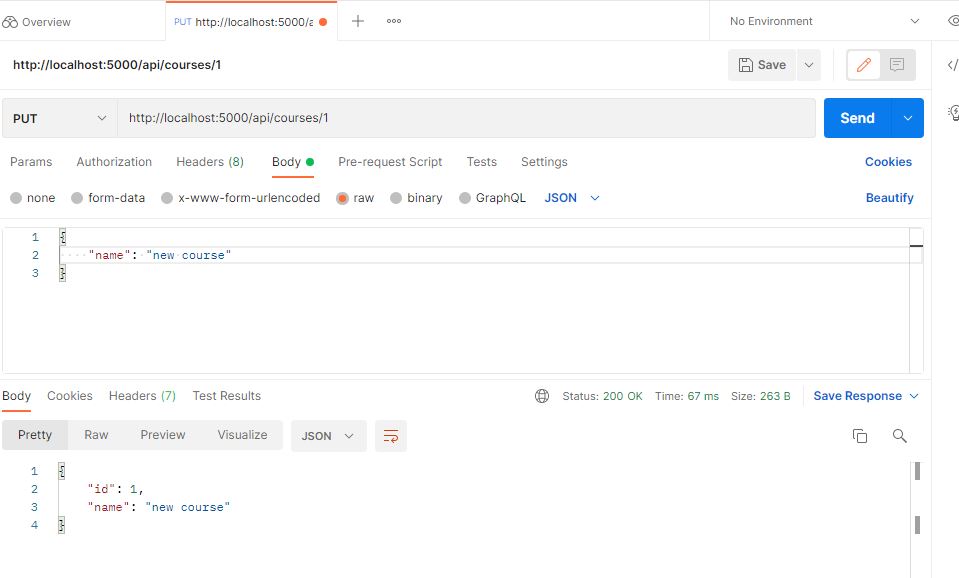 Overview PUT http://localhost:5000/a No Environment
http://localhost:5000/api/courses/1 Save
PUT http://localhost:5000/api/courses/1 Send
Params Authorization Headers (8) Body Pre-request Script Tests Settings Cookies
none form-data x-www-form-urlencoded raw binary GraphQL JSON Beautify
1 {
2 "name": "new course"
3 }
Body Cookies Headers (7) Test Results Status: 200 OK Time: 67 ms Size: 263 B Save Response
Pretty Raw Preview Visualize JSON
1 {
2 "id": 1,
3 "name": "new course"
4 }